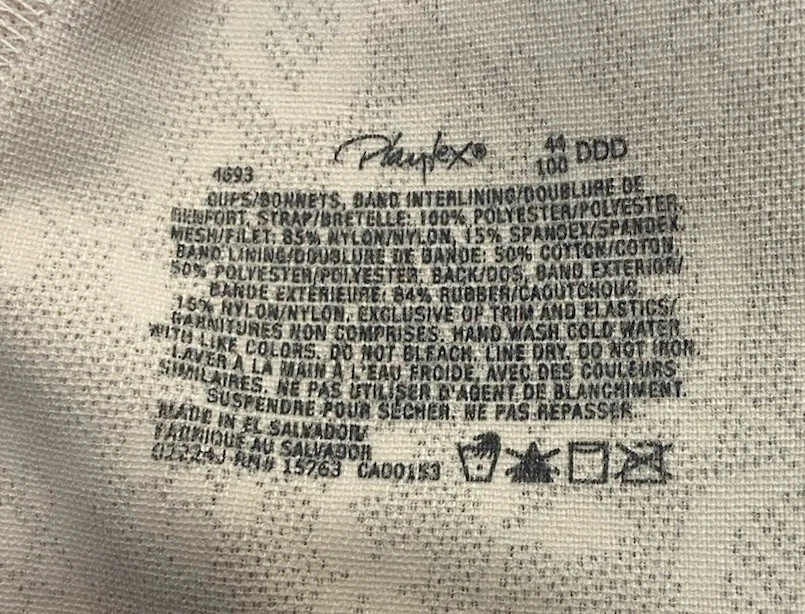 Playtex® 44 DDD
100
4693
CUPS/BONNETS, BAND INTERLINING/DOUBLURE DE
RENFORT, STRAP/BRETELLE: 100% POLYESTER/POLYESTER.
MESH/FILET: 85% NYLON/NYLON, 15% SPANDEX/SPANDEX.
BAND LINING/DOUBLURE DE BANDE: 50% COTTON/COTON,
50% POLYESTER/POLYESTER. BACK/DOS, BAND EXTERIOR/
BANDE EXTERIEURE: 84% RUBBER/CAOUTCHOUC,
NYLON/NYLON. EXCLUSIVE OF TRIM AND ELASTICS/
GARNITURES NON COMPRISES. HAND WASH COLD WATER
WITH LIKE COLORS. DO NOT BLEACH. LINE DRY. DO NOT IRON.
LAVER A LA MAIN À L'EAU FROIDE, AVEC DES COULEURS
SIMILAIRES. NE PAS UTILISER D'AGENT DE BLANCHIMENT.
SUSPENDRE POUR SECHER. NE PAS REPASSER.
MADE IN EL SALVADOR/
FABRIQUE AU SALVADOR
RN# 15763 CA00153